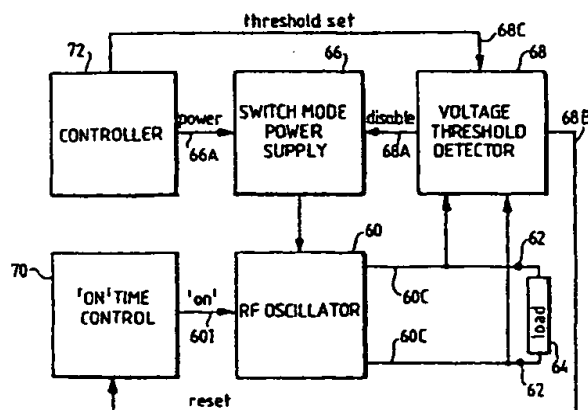 threshold set
72
66
68C
68
CONTROLLER
power
66A
SWITCH MODE
POWER
SUPPLY
disable
68A
VOLTAGE
THRESHOLD
DETECTOR
68B
60
62
70
'ON' TIME
CONTROL
'on'
60I
RF OSCILLATOR
60C
60C
load
64
62
reset